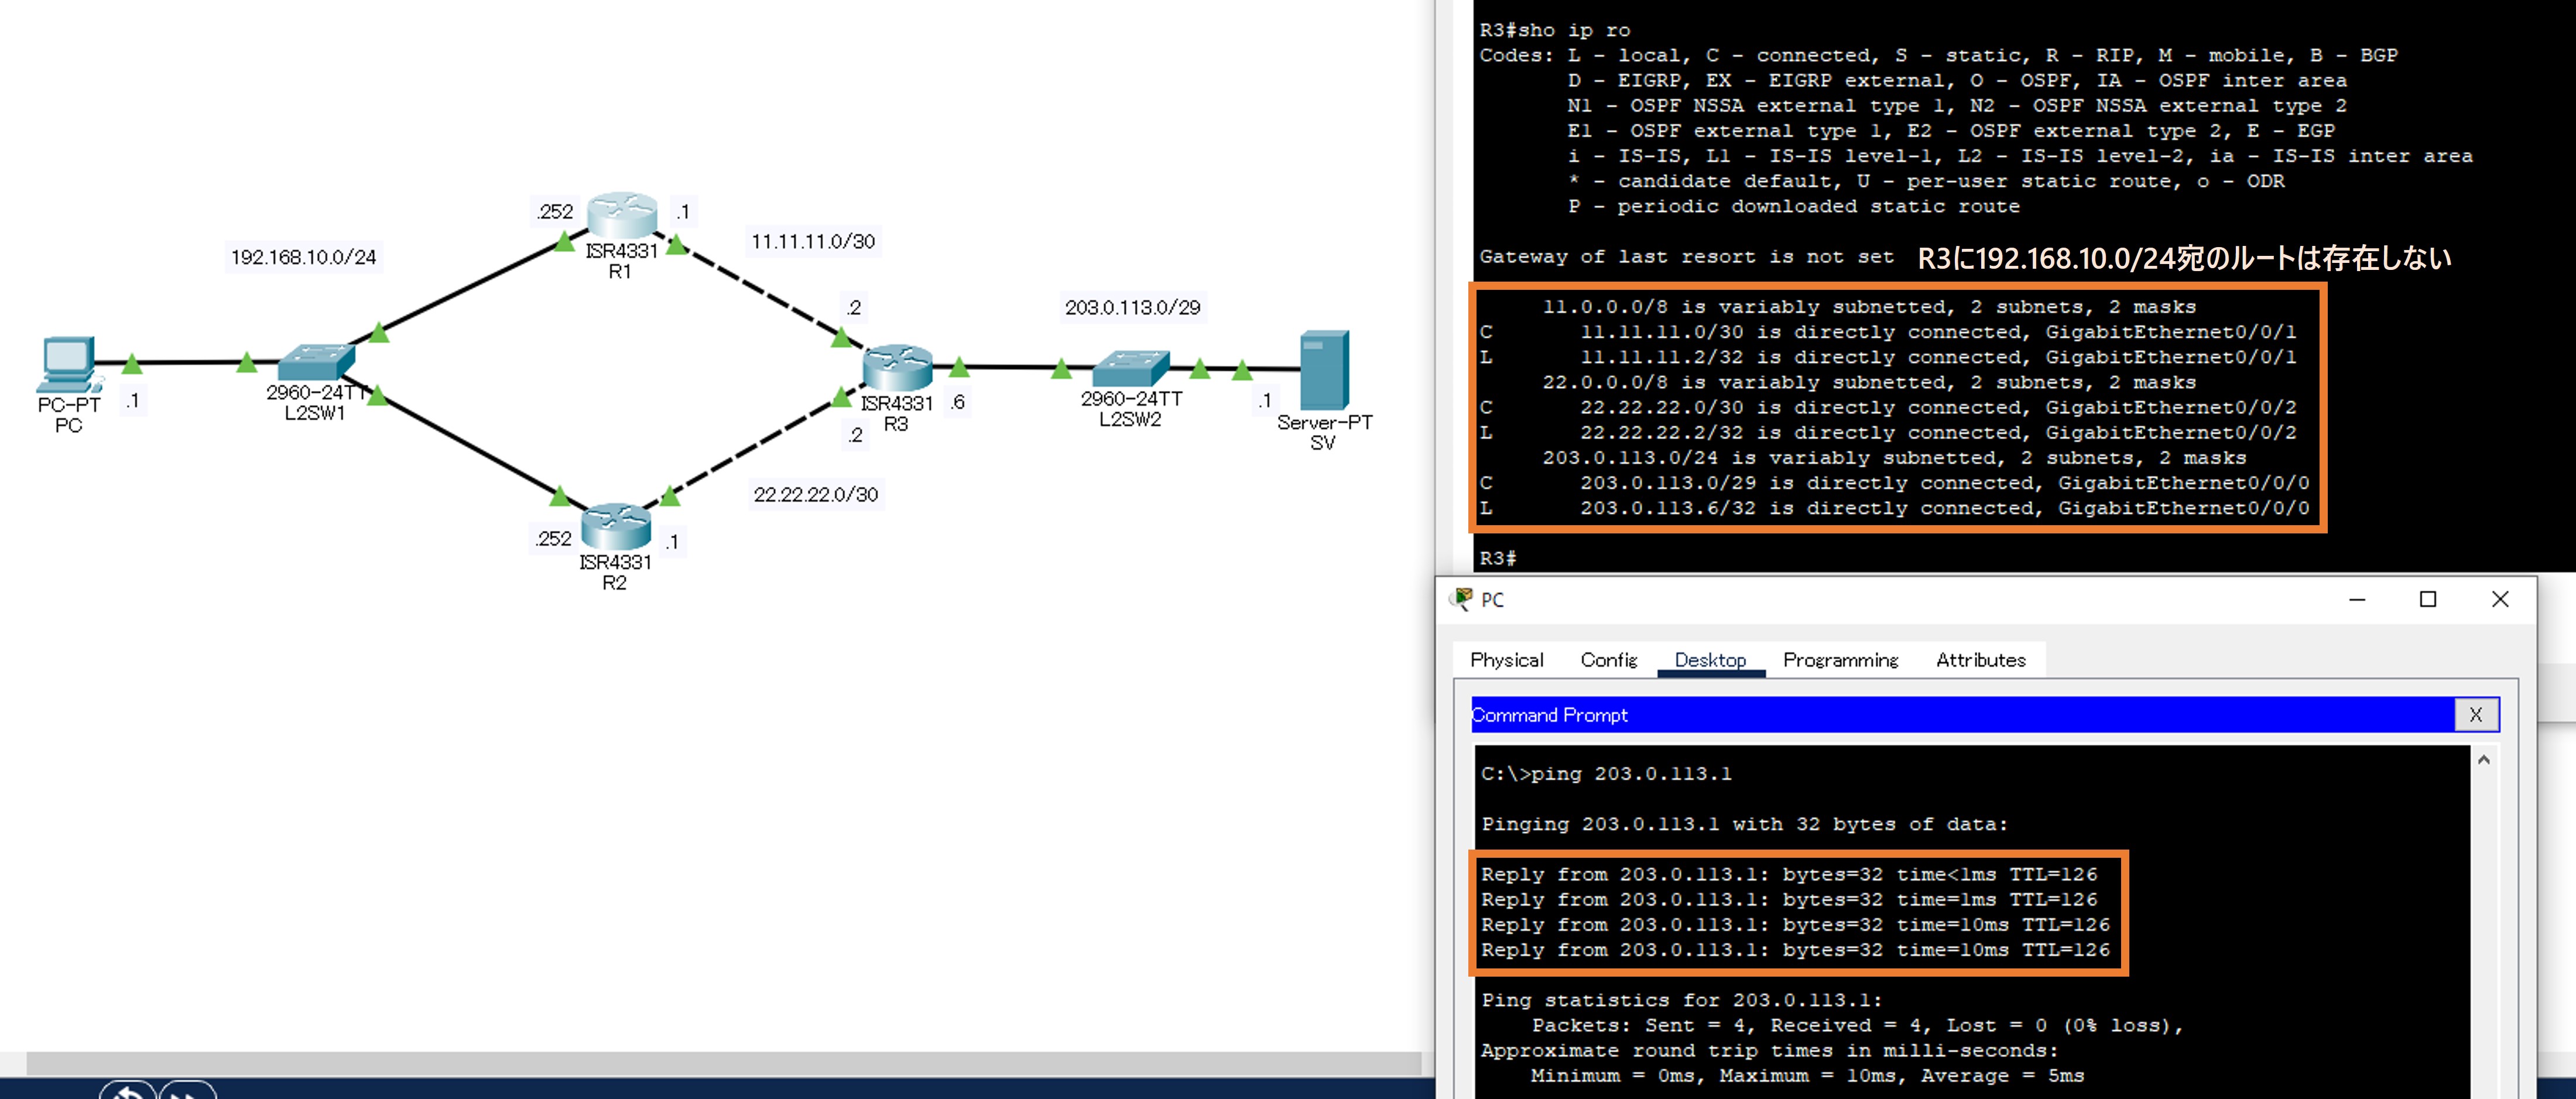 192.168.10.0/24
.252
.1
ISR4331
R1
11.11.11.0/30
.2
203.0.113.0/29
PC-PT
PC
.1
2960-24TT
L2SW1
ISR4331
R3
.6
.2
2960-24TT
L2SW2
.1
Server-PT
SV
22.22.22.0/30
.252
.1
ISR4331
R2
R3#sho ip ro
Codes: L - local, C - connected, S - static, R - RIP, M - mobile, B - BGP
D - EIGRP, EX - EIGRP external, O - OSPF, IA - OSPF inter area
N1 - OSPF NSSA external type 1, N2 - OSPF NSSA external type 2
E1 - OSPF external type 1, E2 - OSPF external type 2, E - EGP
i - IS-IS, L1 - IS-IS level-1, L2 - IS-IS level-2, ia - IS-IS inter area
* - candidate default, U - per-user static route, o - ODR
P - periodic downloaded static route
Gateway of last resort is not set R3に192.168.10.0/24宛のルートは存在しない
11.0.0.0/8 is variably subnetted, 2 subnets, 2 masks
C 11.11.11.0/30 is directly connected, GigabitEthernet0/0/1
L 11.11.11.2/32 is directly connected, GigabitEthernet0/0/1
22.0.0.0/8 is variably subnetted, 2 subnets, 2 masks
C 22.22.22.0/30 is directly connected, GigabitEthernet0/0/2
L 22.22.22.2/32 is directly connected, GigabitEthernet0/0/2
203.0.113.0/24 is variably subnetted, 2 subnets, 2 masks
C 203.0.113.0/29 is directly connected, GigabitEthernet0/0/0
L 203.0.113.6/32 is directly connected, GigabitEthernet0/0/0
R3#
PC
Physical Config Desktop Programming Attributes
Command Prompt X
C:\>ping 203.0.113.1
Pinging 203.0.113.1 with 32 bytes of data:
Reply from 203.0.113.1: bytes=32 time<1ms TTL=126
Reply from 203.0.113.1: bytes=32 time=1ms TTL=126
Reply from 203.0.113.1: bytes=32 time=10ms TTL=126
Reply from 203.0.113.1: bytes=32 time=10ms TTL=126
Ping statistics for 203.0.113.1:
Packets: Sent = 4, Received = 4, Lost = 0 (0% loss),
Approximate round trip times in milli-seconds:
Minimum = 0ms, Maximum = 10ms, Average = 5ms